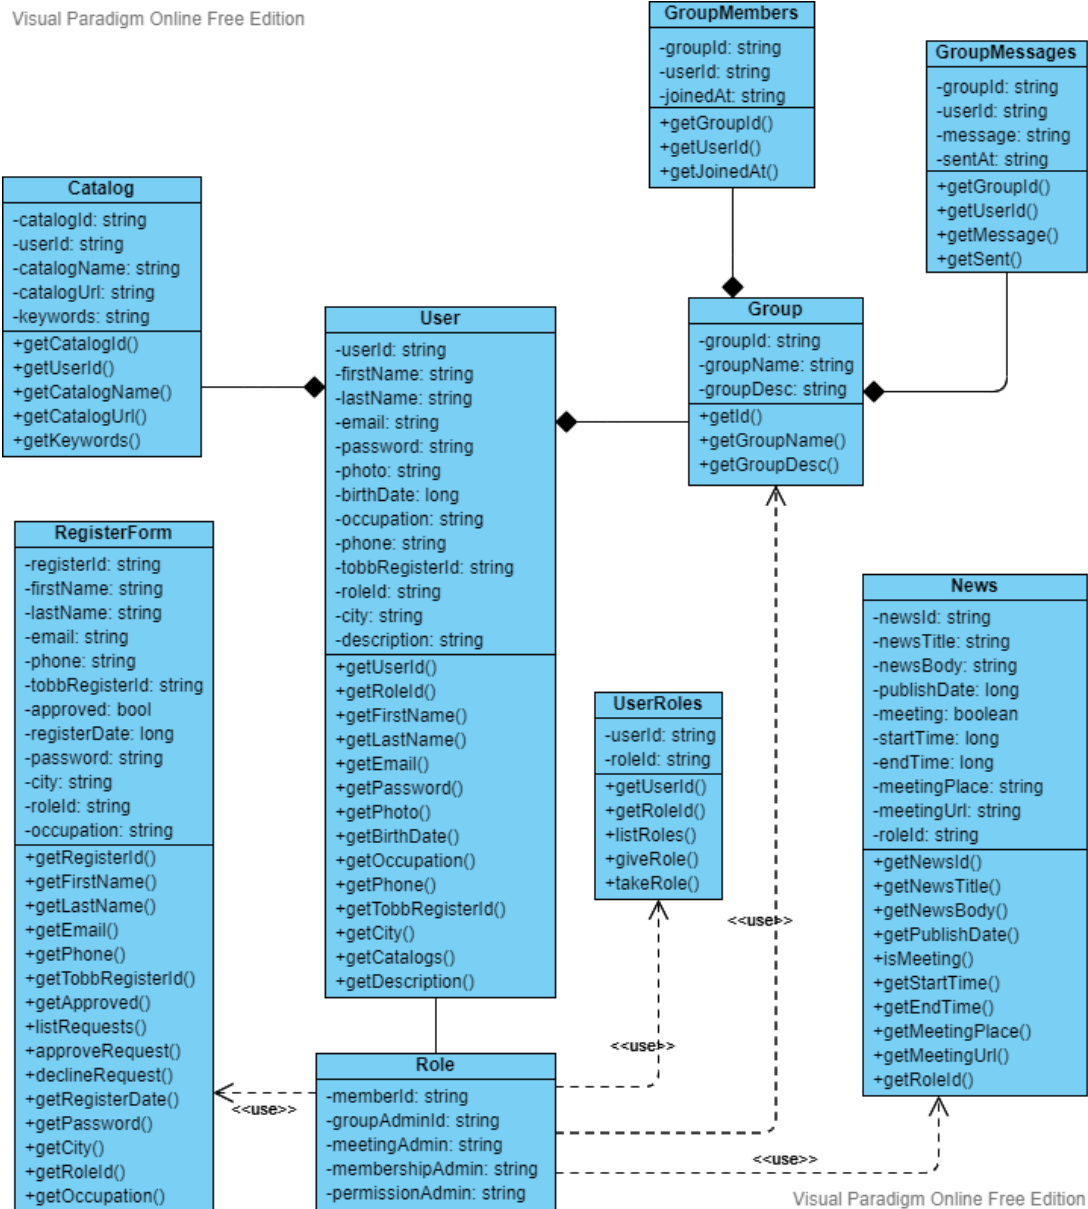 Visual Paradigm Online Free Edition
GroupMembers
-groupId: string
-userId: string
-joinedAt: string
+getGroupId()
+getUserId()
+getJoinedAt()
GroupMessages
-groupId: string
-userId: string
-message: string
-sentAt: string
+getGroupId()
+getUserId()
+getMessage()
+getSent()
Catalog
-catalogId: string
-userId: string
-catalogName: string
-catalogUrl: string
-keywords: string
+getCatalogId()
+getUserId()
+getCatalogName()
+getCatalogUrl()
+getKeywords()
User
-userId: string
-firstName: string
-lastName: string
-email: string
-password: string
-photo: string
-birthDate: long
-occupation: string
-phone: string
-tobbRegisterId: string
-roleId: string
-city: string
-description: string
+getUserId()
+getRoleId()
+getFirstName()
+getLastName()
+getEmail()
+getPassword()
+getPhoto()
+getBirthDate()
+getOccupation()
+getPhone()
+getTobbRegisterId()
+getCity()
+getCatalogs()
+getDescription()
Group
-groupId: string
-groupName: string
-groupDesc: string
+getId()
+getGroupName()
+getGroupDesc()
RegisterForm
-registerId: string
-firstName: string
-lastName: string
-email: string
-phone: string
-tobbRegisterId: string
-approved: bool
-registerDate: long
-password: string
-city: string
-roleId: string
-occupation: string
+getRegisterId()
+getFirstName()
+getLastName()
+getEmail()
+getPhone()
+getTobbRegisterId()
+getApproved()
+listRequests()
+approveRequest()
+declineRequest()
+getRegisterDate()
+getPassword()
+getCity()
+getRoleId()
+getOccupation()
UserRoles
-userId: string
-roleId: string
+getUserId()
+getRoleId()
+listRoles()
+giveRole()
+takeRole()
News
-newsId: string
-newsTitle: string
-newsBody: string
-publishDate: long
-meeting: boolean
-startTime: long
-endTime: long
-meetingPlace: string
-meetingUrl: string
-roleId: string
+getNewsId()
+getNewsTitle()
+getNewsBody()
+getPublishDate()
+isMeeting()
+getStartTime()
+getEndTime()
+getMeetingPlace()
+getMeetingUrl()
+getRoleId()
<<use>>
<<use>>
<<use>>
<<use>>
Role
-memberId: string
-groupAdminId: string
-meetingAdmin: string
-membershipAdmin: string
-permissionAdmin: string
Visual Paradigm Online Free Edition